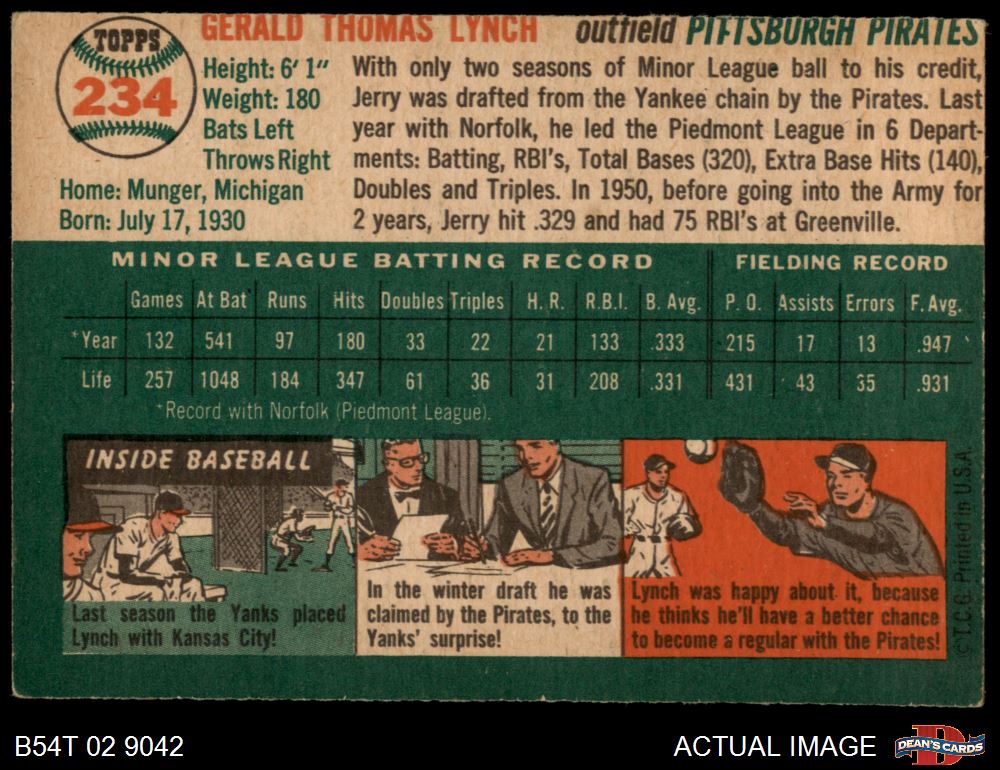 TOPPS
234
GERALD THOMAS LYNCH outfield PITTSBURGH PIRATES
Height: 6' 1"
Weight: 180
Bats Left
Throws Right
Home: Munger, Michigan
Born: July 17, 1930
With only two seasons of Minor League ball to his credit,
Jerry was drafted from the Yankee chain by the Pirates. Last
year with Norfolk, he led the Piedmont League in 6 Depart-
ments: Batting, RBI's, Total Bases (320), Extra Base Hits (140),
Doubles and Triples. In 1950, before going into the Army for
2 years, Jerry hit .329 and had 75 RBI's at Greenville.
MINOR LEAGUE BATTING RECORD FIELDING RECORD
Games At Bat Runs Hits Doubles Triples H. R. R.B.I. B. Avg. P. O. Assists Errors F. Avg.
*Year 132 541 97 180 33 22 21 133 .333 215 17 13 .947
Life 257 1048 184 347 61 36 31 208 .331 431 43 35 .931
*Record with Norfolk (Piedmont League).
INSIDE BASEBALL
Last season the Yanks placed
Lynch with Kansas City!
In the winter draft he was
claimed by the Pirates, to the
Yanks' surprise!
Lynch was happy about it, because
he thinks he'll have a better chance
to become a regular with the Pirates!
© T.C.G. Printed in U.S.A.
B54T 02 9042
ACTUAL IMAGE
D
DEAN'S CARDS